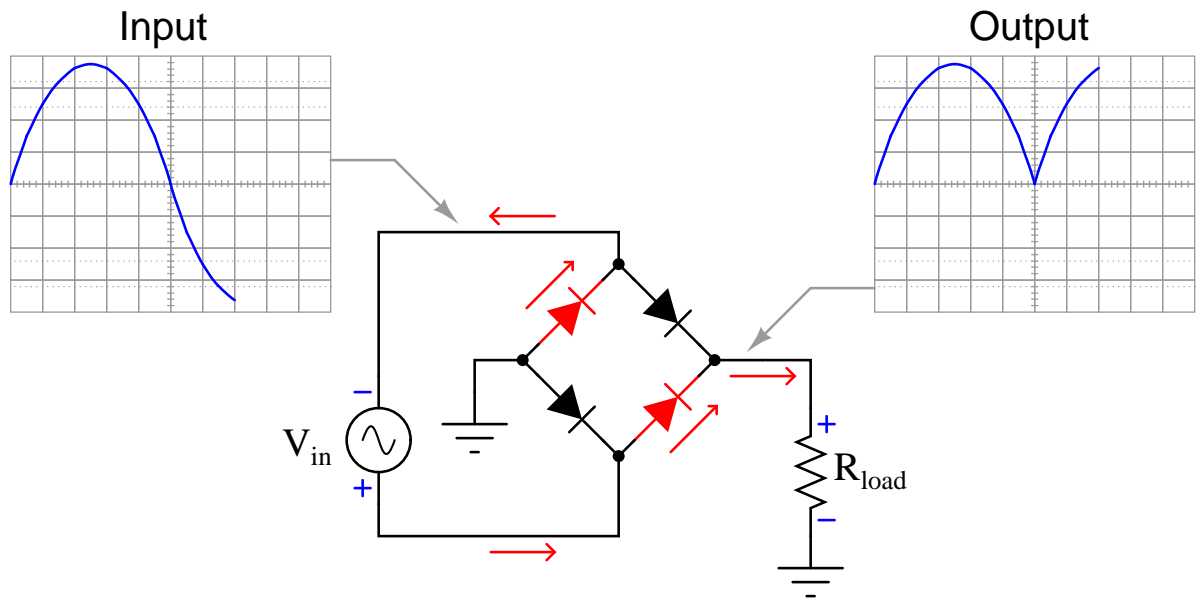 Input
Output
−
V_in
+
+
R_load
−